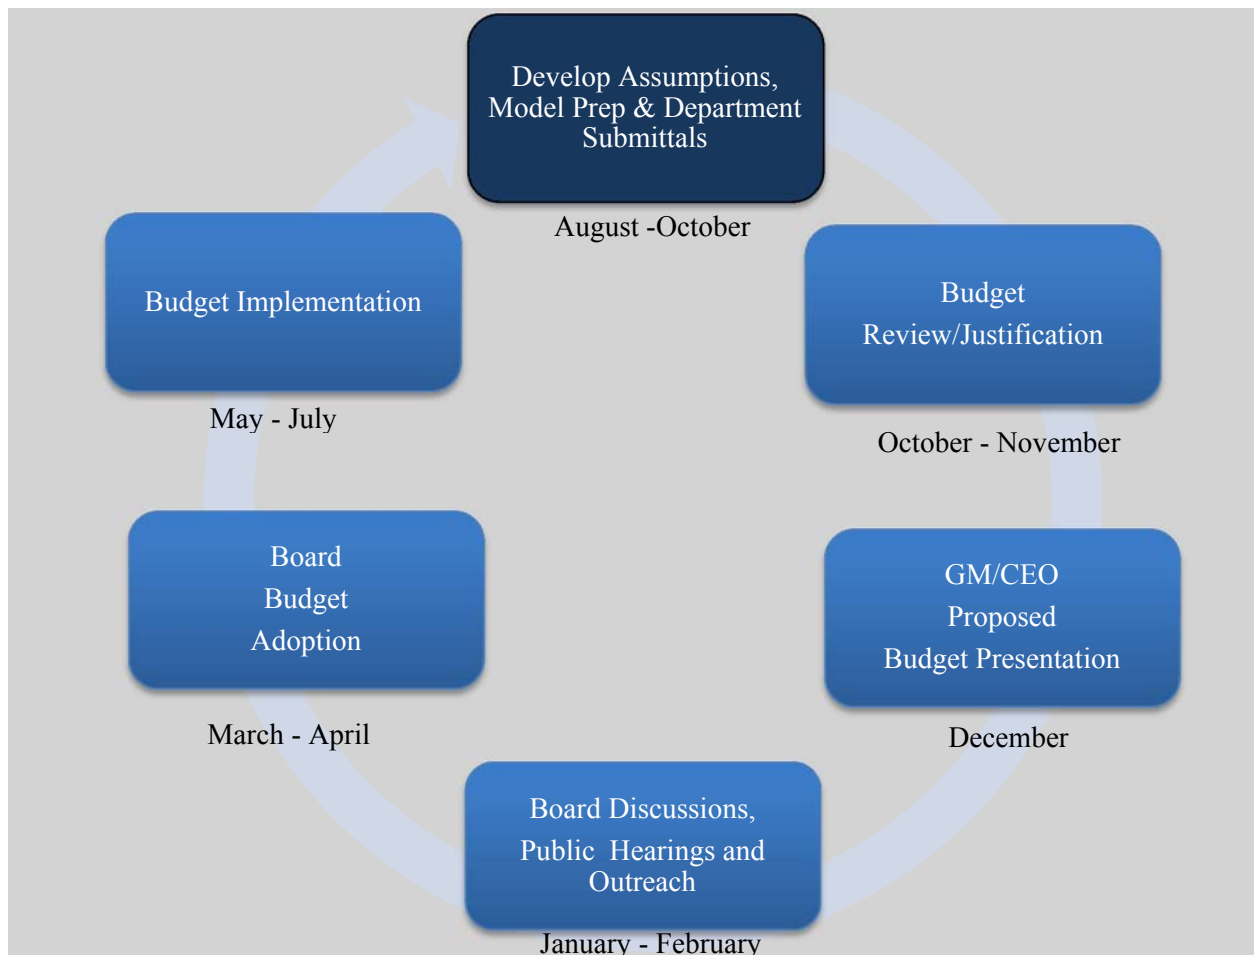 Develop Assumptions,
Model Prep & Department
Submittals
August -October
Budget
Review/Justification
October - November
GM/CEO
Proposed
Budget Presentation
December
Board Discussions,
Public Hearings and
Outreach
January - February
Board
Budget
Adoption
March - April
Budget Implementation
May - July